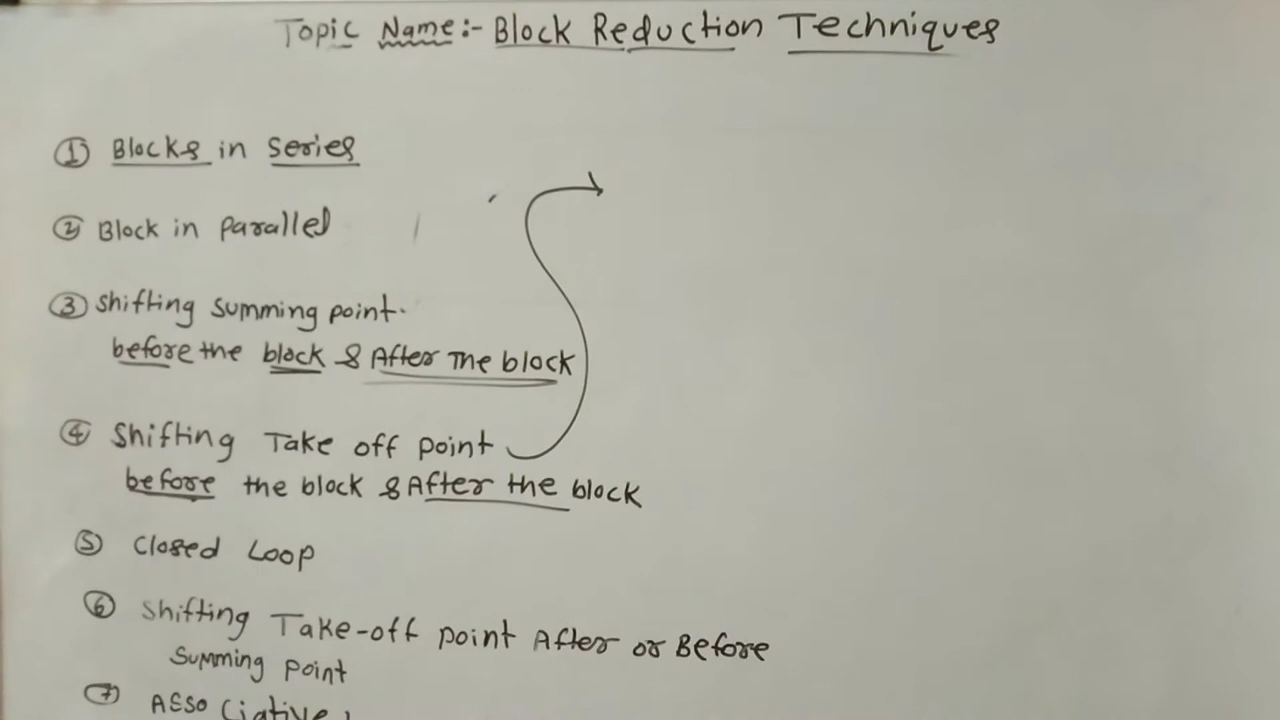 Topic Name:- Block Reduction Techniques
① Blocks in series
② Block in parallel
③ shifting summing point.
before the block & After The block
④ Shifting Take off point
before the block & After the block
⑤ Closed Loop
⑥ Shifting Take-off point After or Before
Summing point
⑦ Associative